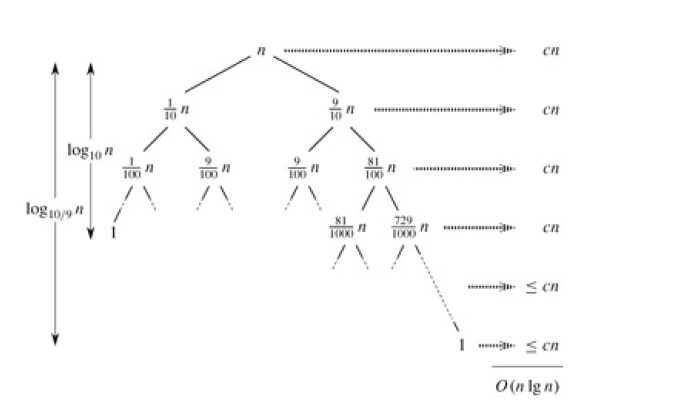 n cn
1/10 n 9/10 n cn
log₁₀ n
1/100 n 9/100 n 9/100 n 81/100 n cn
log₁₀/₉ n
1 81/1000 n 729/1000 n cn
≤ cn
1 ≤ cn
O(n lg n)